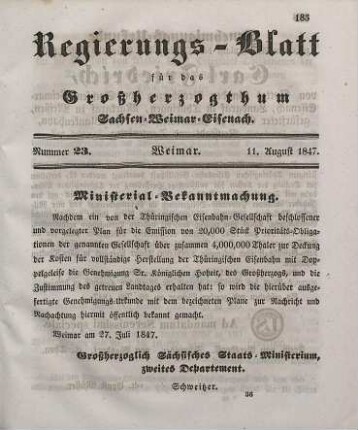 183
Regierungs-Blatt
für das
Großherzogthum
Sachsen-Weimar-Eisenach.
Nummer 23. Weimar. 11. August 1847.
Ministerial-Bekanntmachung.
Nachdem ein von der Thüringischen Eisenbahn-Gesellschaft beschlossener
und vorgelegter Plan für die Emission von 20,000 Stück Prioritäts-Obliga-
tionen der genannten Gesellschaft über zusammen 4,000,000 Thaler zur Deckung
der Kosten für vollständige Herstellung der Thüringischen Eisenbahn mit Dop-
pelgeleise die Genehmigung Sr. Königlichen Hoheit, des Großherzogs, und die
Zustimmung des getreuen Landtages erhalten hat: so wird die hierüber ausge-
fertigte Genehmigungs-Urkunde mit dem bezeichneten Plane zur Nachricht und
Nachachtung hiermit öffentlich bekannt gemacht.
Weimar am 27. Juli 1847.
Großherzoglich Sächsisches Staats-Ministerium,
zweites Departement.
Schweitzer.
36